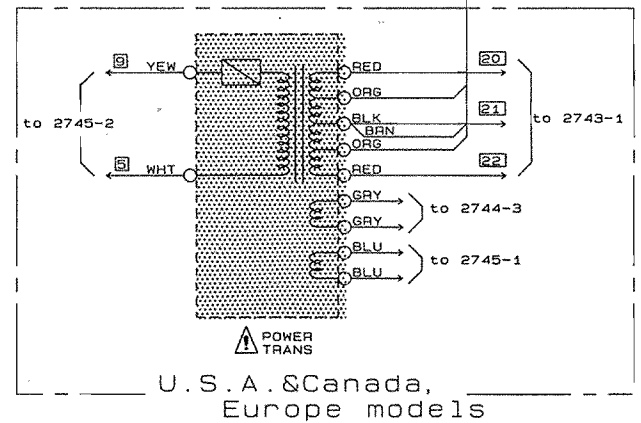 9 YEW RED 20
ORG
to 2745-2 BLK 21 to 2743-1
BRN
ORG
5 WHT RED 22
GRY
to 2744-3
GRY
BLU
to 2745-1
BLU
! POWER
TRANS
U.S.A.&Canada,
Europe models